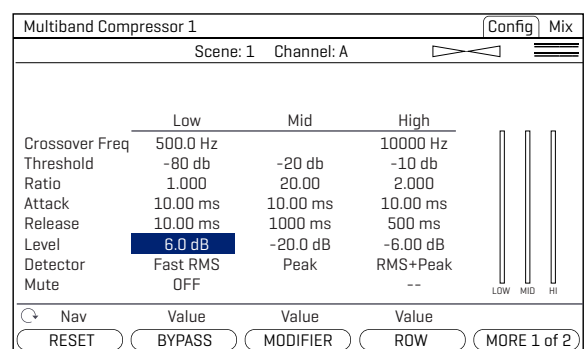 Multiband Compressor 1 Config Mix
Scene: 1 Channel: A
Low Mid High
Crossover Freq 500.0 Hz 10000 Hz
Threshold -80 db -20 db -10 db
Ratio 1.000 20.00 2.000
Attack 10.00 ms 10.00 ms 10.00 ms
Release 10.00 ms 1000 ms 500 ms
Level 6.0 dB -20.0 dB -6.00 dB
Detector Fast RMS Peak RMS+Peak
Mute OFF --
LOW MID HI
Nav Value Value Value
RESET BYPASS MODIFIER ROW MORE 1 of 2